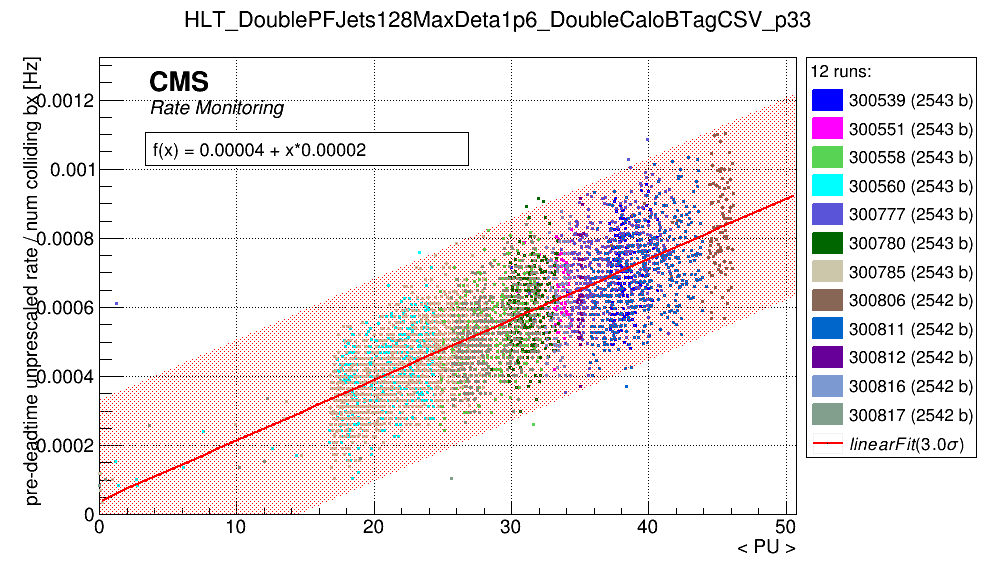 HLT_DoublePFJets128MaxDeta1p6_DoubleCaloBTagCSV_p33
CMS
Rate Monitoring
f(x) = 0.00004 + x*0.00002
pre-deadtime unprescaled rate / num colliding bx [Hz]
0.0012
0.001
0.0008
0.0006
0.0004
0.0002
0
0 10 20 30 40 50
< PU >
12 runs:
300539 (2543 b)
300551 (2543 b)
300558 (2543 b)
300560 (2543 b)
300777 (2543 b)
300780 (2543 b)
300785 (2543 b)
300806 (2542 b)
300811 (2542 b)
300812 (2542 b)
300816 (2542 b)
300817 (2542 b)
linearFit(3.0σ)